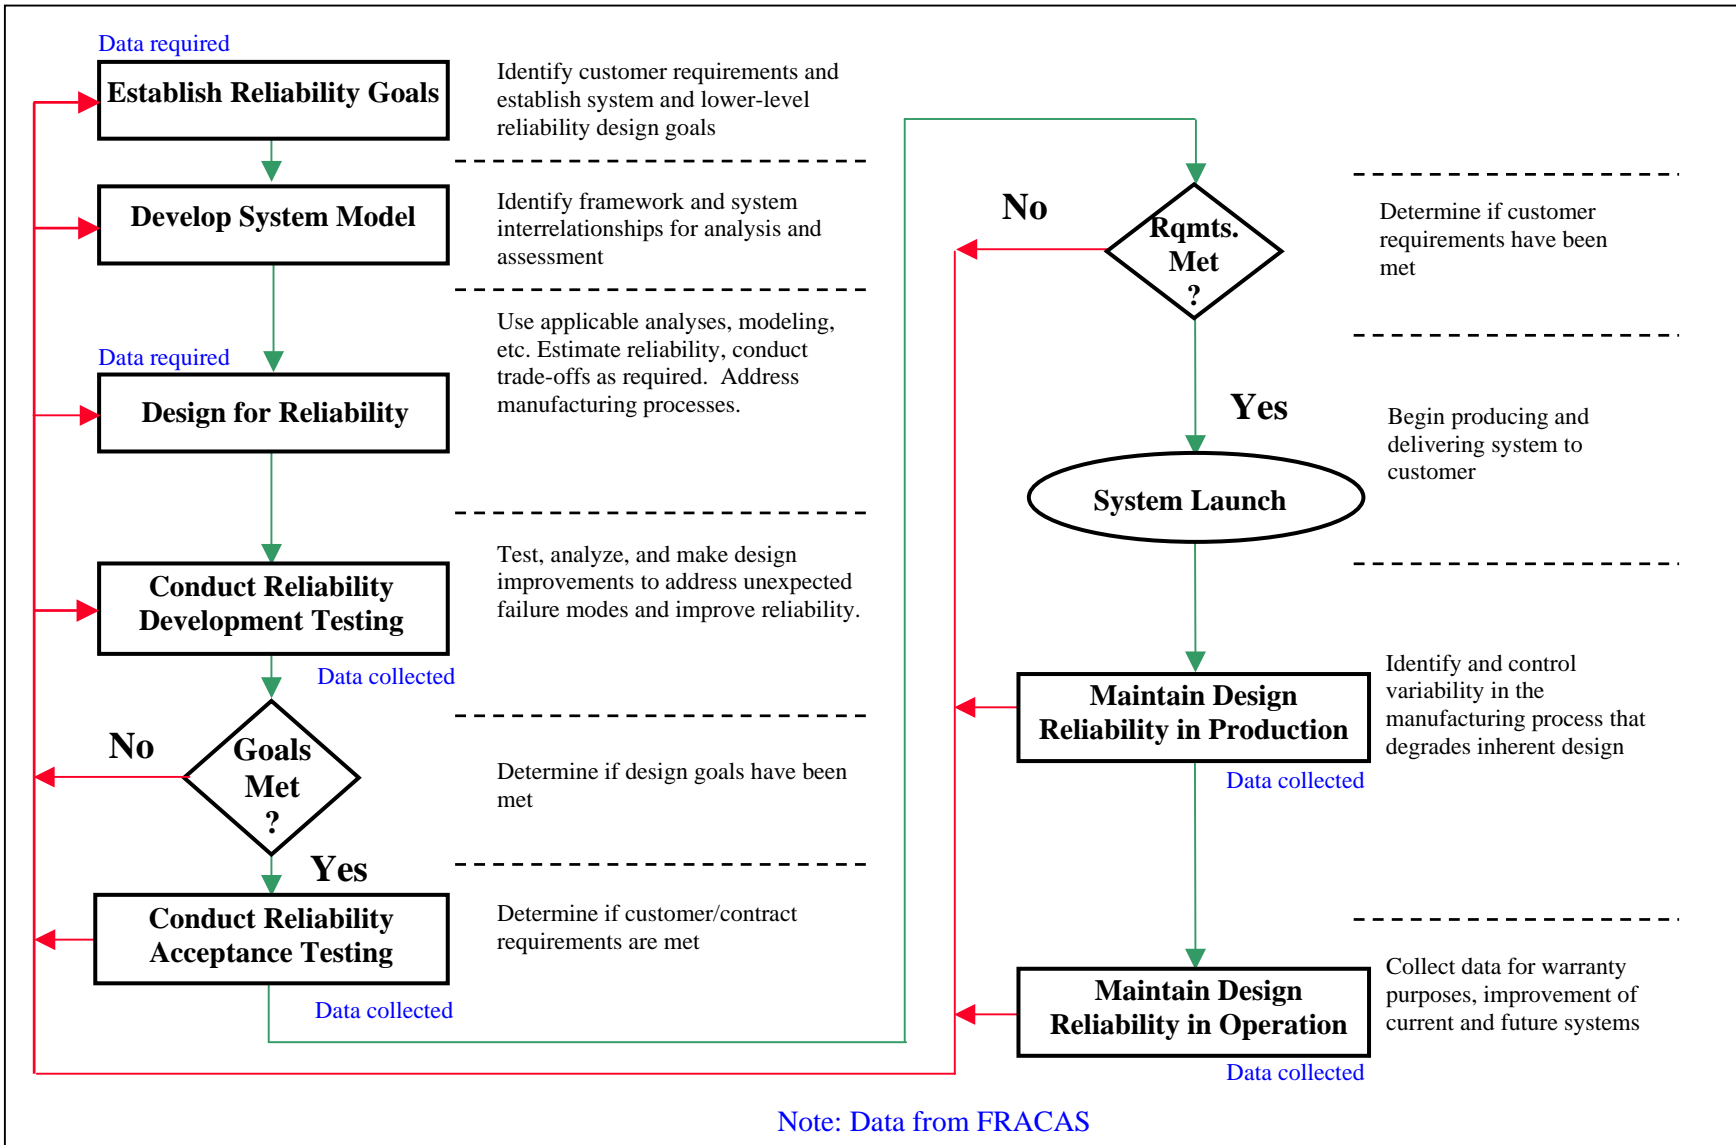 Data required
Establish Reliability Goals
Identify customer requirements and
establish system and lower-level
reliability design goals
Develop System Model
Identify framework and system
interrelationships for analysis and
assessment
Data required
Design for Reliability
Use applicable analyses, modeling,
etc. Estimate reliability, conduct
trade-offs as required.  Address
manufacturing processes.
Conduct Reliability
Development Testing
Data collected
Test, analyze, and make design
improvements to address unexpected
failure modes and improve reliability.
No
Goals
Met
?
Yes
Determine if design goals have been
met
Conduct Reliability
Acceptance Testing
Data collected
Determine if customer/contract
requirements are met
No
Rqmts.
Met
?
Yes
Determine if customer
requirements have been
met
System Launch
Begin producing and
delivering system to
customer
Maintain Design
Reliability in Production
Data collected
Identify and control
variability in the
manufacturing process that
degrades inherent design
Maintain Design
Reliability in Operation
Data collected
Collect data for warranty
purposes, improvement of
current and future systems
Note: Data from FRACAS